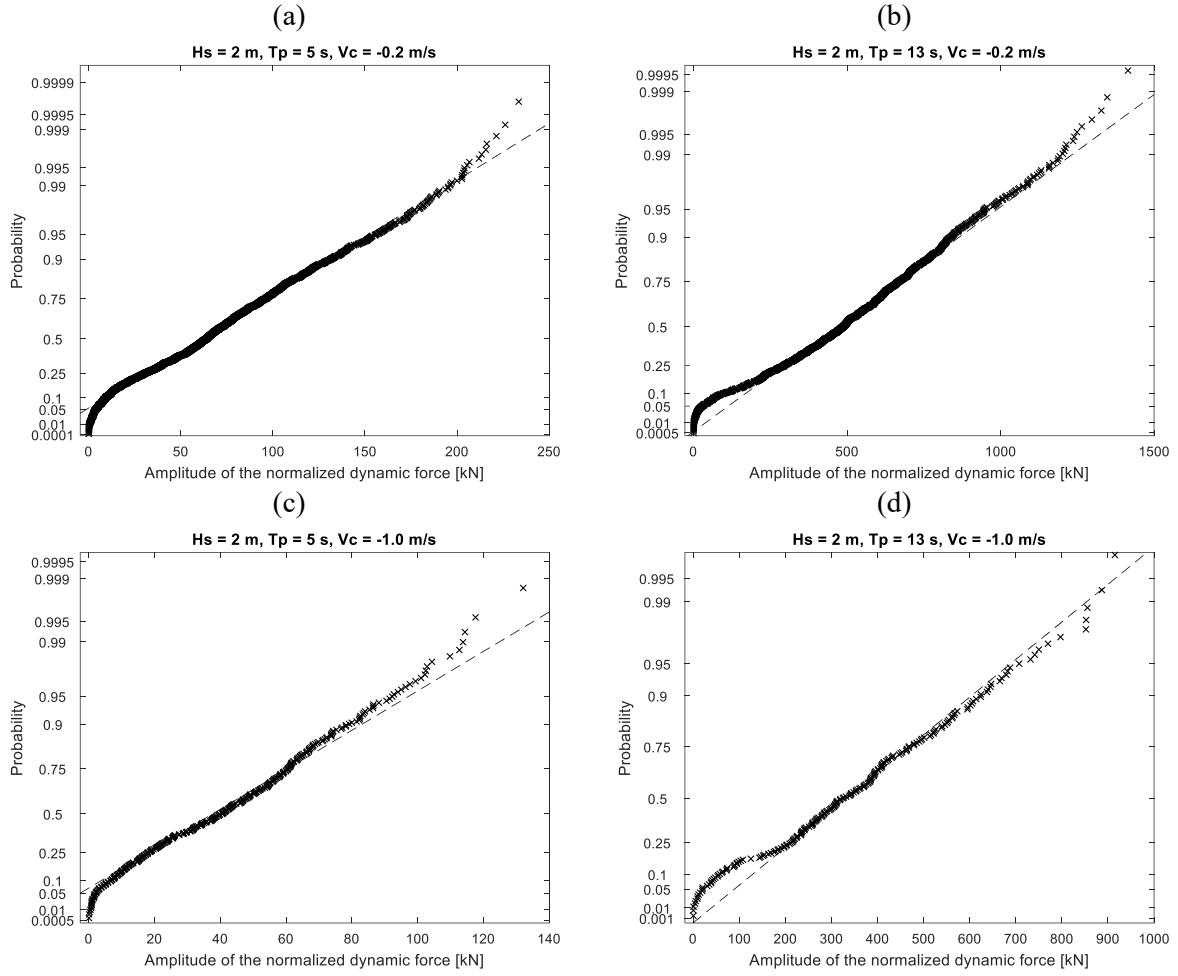 (a)
Hs = 2 m, Tp = 5 s, Vc = -0.2 m/s
0.9999
0.9995
0.999
0.995
0.99
0.95
0.9
0.75
0.5
0.25
0.1
0.05
0.01
0.0001
Probability
0 50 100 150 200 250
Amplitude of the normalized dynamic force [kN]
(b)
Hs = 2 m, Tp = 13 s, Vc = -0.2 m/s
0.9995
0.999
0.995
0.99
0.95
0.9
0.75
0.5
0.25
0.1
0.05
0.01
0.0005
Probability
0 500 1000 1500
Amplitude of the normalized dynamic force [kN]
(c)
Hs = 2 m, Tp = 5 s, Vc = -1.0 m/s
0.9995
0.999
0.995
0.99
0.95
0.9
0.75
0.5
0.25
0.1
0.05
0.01
0.0005
Probability
0 20 40 60 80 100 120 140
Amplitude of the normalized dynamic force [kN]
(d)
Hs = 2 m, Tp = 13 s, Vc = -1.0 m/s
0.995
0.99
0.95
0.9
0.75
0.5
0.25
0.1
0.05
0.01
0.001
Probability
0 100 200 300 400 500 600 700 800 900 1000
Amplitude of the normalized dynamic force [kN]